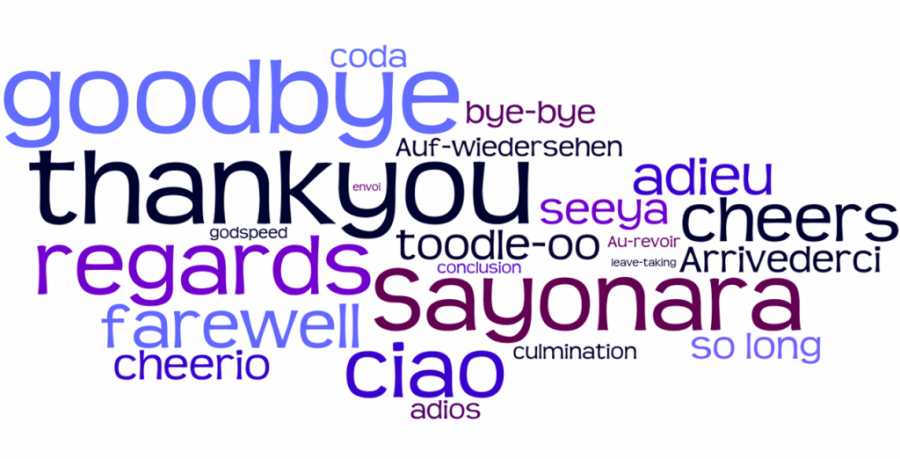 coda
goodbye
bye-bye
Auf-wiedersehen
thankyou
envoi
adieu
seeya
cheers
godspeed
regards
toodle-oo
Au-revoir
conclusion
leave-taking
Arrivederci
Sayonara
farewell
so long
cheerio
ciao
culmination
adios